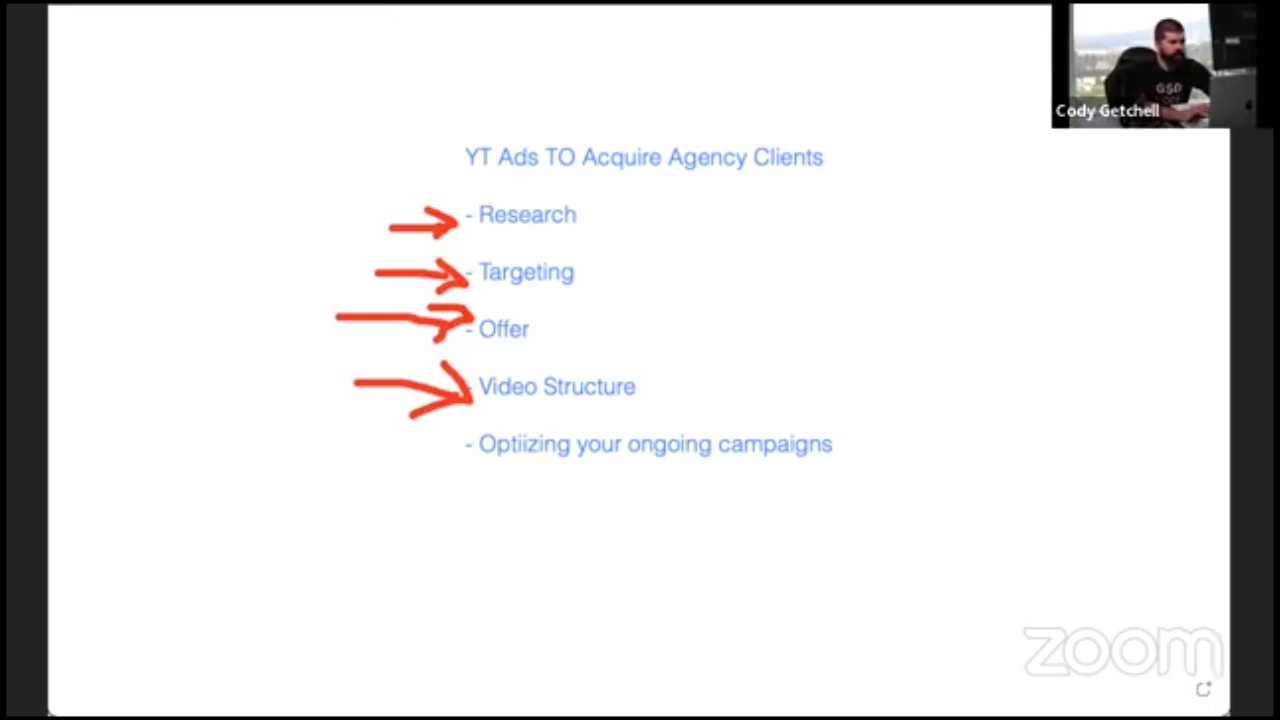 Cody Getchell
YT Ads TO Acquire Agency Clients
- Research
- Targeting
- Offer
- Video Structure
- Optiizing your ongoing campaigns
zoom